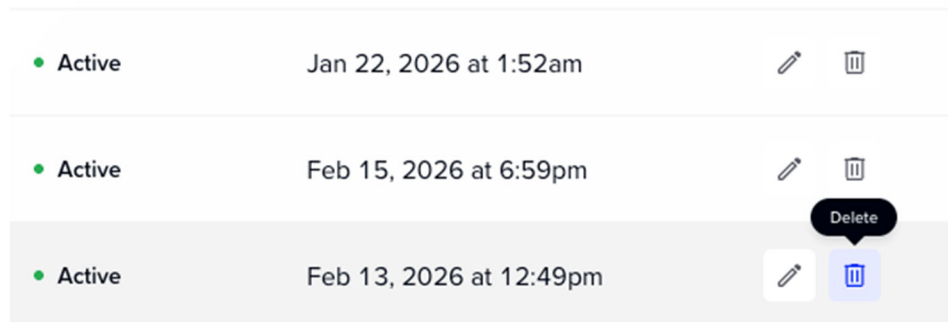 Active Jan 22, 2026 at 1:52am
Active Feb 15, 2026 at 6:59pm
Delete
Active Feb 13, 2026 at 12:49pm